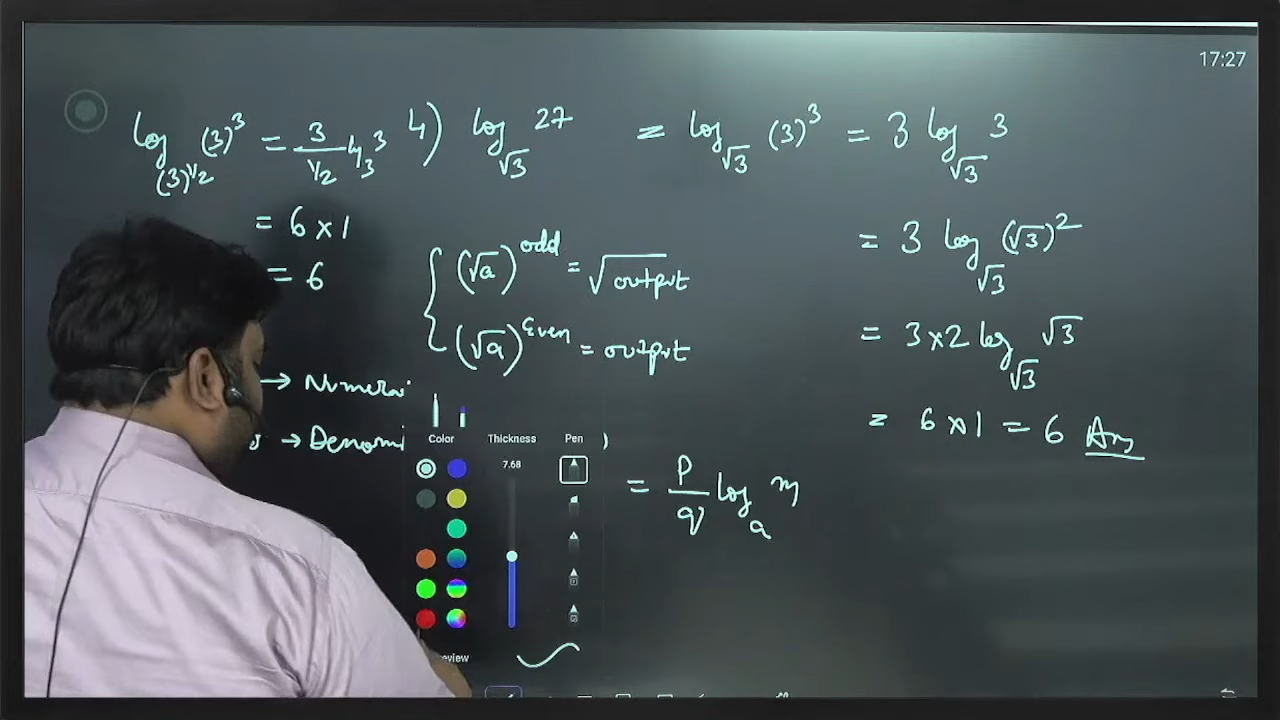 17:27
log_{(3)^{1/2}} (3)^3 = 3/(1/2) log_3 3
= 6 × 1
= 6
4) log_{√3} 27 = log_{√3} (3)^3 = 3 log_{√3} 3
= 3 log_{√3} (√3)^2
= 3×2 log_{√3} √3
= 6 × 1 = 6 Ans
(√a)^{odd} = √output
(√a)^{Even} = output
→ Numera
→ Denomi
= p/q log_a m
Color Thickness Pen
7.68